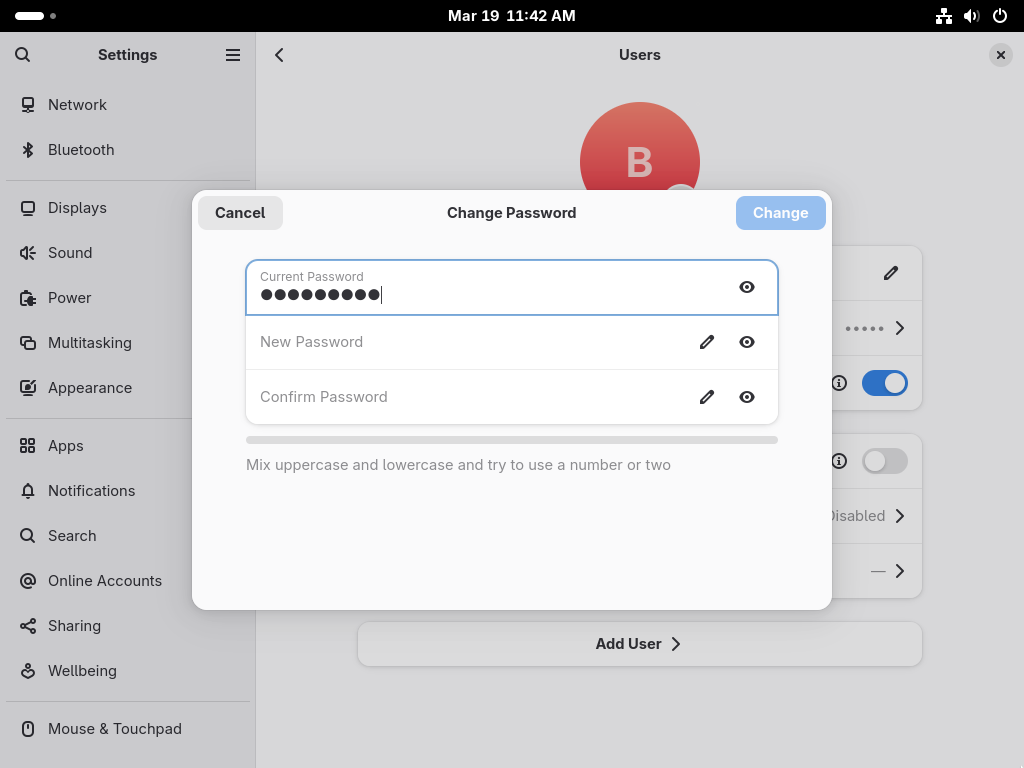 Mar 19 11:42 AM
Settings
Users
Network
Bluetooth
B
Displays
Cancel
Change Password
Change
Sound
Current Password
●●●●●●●●●
Power
New Password
•••••
Multitasking
Appearance
Confirm Password
Apps
Mix uppercase and lowercase and try to use a number or two
Notifications
Disabled
Search
Online Accounts
—
Sharing
Add User
Wellbeing
Mouse & Touchpad